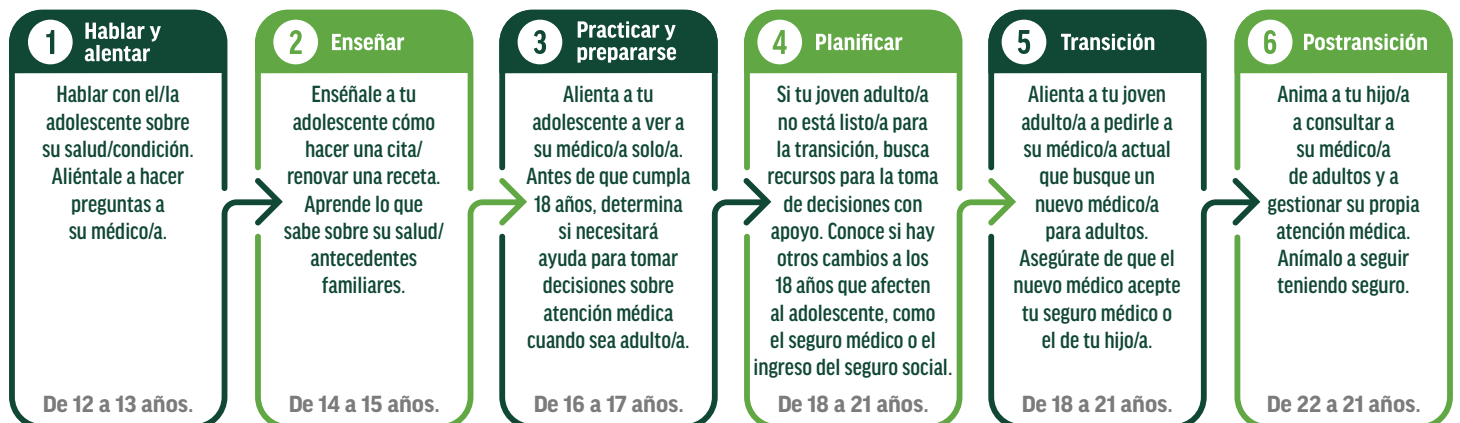 1
Hablar y
alentar
Hablar con el/la
adolescente sobre
su salud/condición.
Aliéntale a hacer
preguntas a
su médico/a.
De 12 a 13 años.
2
Enseñar
Enséñale a tu
adolescente cómo
hacer una cita/
renovar una receta.
Aprende lo que
sabe sobre su salud/
antecedentes
familiares.
De 14 a 15 años.
3
Practicar y
prepararse
Alienta a tu
adolescente a ver a
su médico/a solo/a.
Antes de que cumpla
18 años, determina
si necesitará
ayuda para tomar
decisiones sobre
atención médica
cuando sea adulto/a.
De 16 a 17 años.
4
Planificar
Si tu joven adulto/a
no está listo/a para
la transición, busca
recursos para la toma
de decisiones con
apoyo. Conoce si hay
otros cambios a los
18 años que afecten
al adolescente, como
el seguro médico o el
ingreso del seguro social.
De 18 a 21 años.
5
Transición
Alienta a tu joven
adulto/a a pedirle a
su médico/a actual
que busque un
nuevo médico/a
para adultos.
Asegúrate de que el
nuevo médico acepte
tu seguro médico o
el de tu hijo/a.
De 18 a 21 años.
6
Postransición
Anima a tu hijo/a
a consultar a
su médico/a
de adultos y a
gestionar su propia
atención médica.
Anímalo a seguir
teniendo seguro.
De 22 a 21 años.